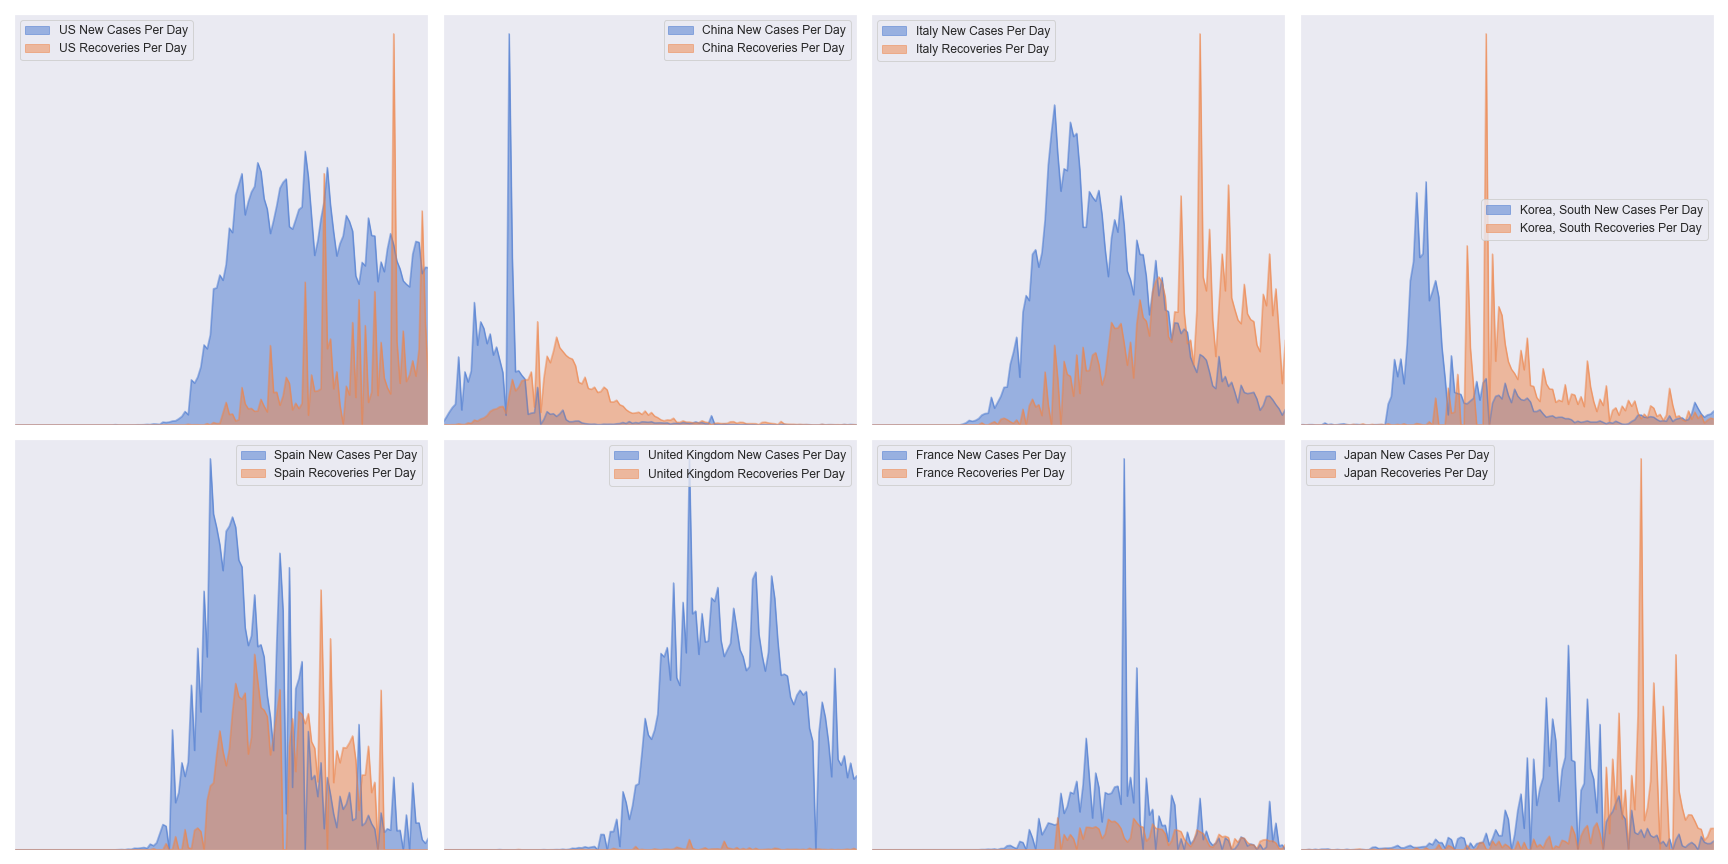 US New Cases Per Day
US Recoveries Per Day
China New Cases Per Day
China Recoveries Per Day
Italy New Cases Per Day
Italy Recoveries Per Day
Korea, South New Cases Per Day
Korea, South Recoveries Per Day
Spain New Cases Per Day
Spain Recoveries Per Day
United Kingdom New Cases Per Day
United Kingdom Recoveries Per Day
France New Cases Per Day
France Recoveries Per Day
Japan New Cases Per Day
Japan Recoveries Per Day